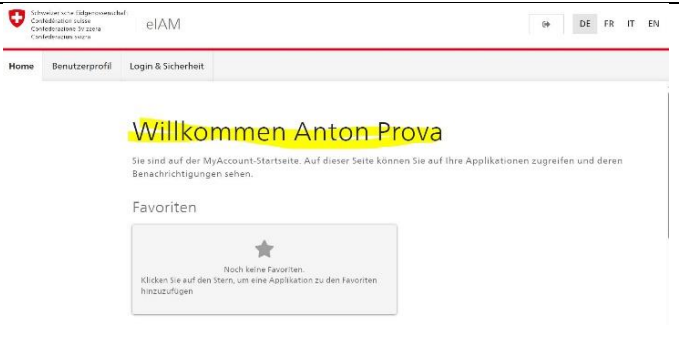 Schweizerische Eidgenossenschaft
Confédération suisse
Confederazione Svizzera
Confederaziun svizra
eIAM
DE FR IT EN
Home Benutzerprofil Login & Sicherheit
Willkommen Anton Prova
Sie sind auf der MyAccount-Startseite. Auf dieser Seite können Sie auf Ihre Applikationen zugreifen und deren
Benachrichtigungen sehen.
Favoriten
Noch keine Favoriten.
Klicken Sie auf den Stern, um eine Applikation zu den Favoriten
hinzuzufügen